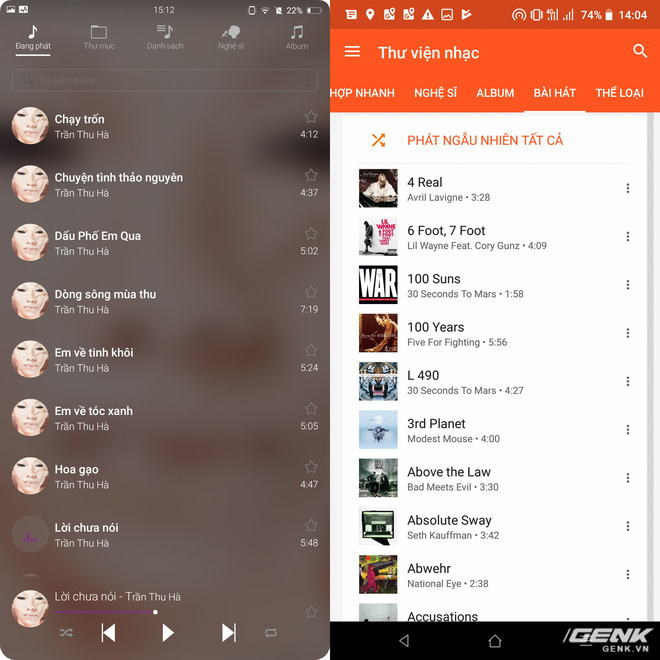 15:12
22%
Đang phát
Thư mục
Danh sách
Nghệ sĩ
Album
Tìm kiếm bài hát
Chạy trốn
Trần Thu Hà
4:12
Chuyện tình thảo nguyên
Trần Thu Hà
4:37
Dấu Phố Em Qua
Trần Thu Hà
5:02
Dòng sông mùa thu
Trần Thu Hà
7:19
Em về tinh khôi
Trần Thu Hà
5:24
Em về tóc xanh
Trần Thu Hà
5:05
Hoa gạo
Trần Thu Hà
4:47
Lời chưa nói
Trần Thu Hà
5:48
Lời chưa nói - Trần Thu Hà
74% 14:04
Thư viện nhạc
HỢP NHANH
NGHỆ SĨ
ALBUM
BÀI HÁT
THỂ LOẠI
PHÁT NGẪU NHIÊN TẤT CẢ
4 Real
Avril Lavigne • 3:28
LIL WAYNE
6 FOOT
7 FOOT
6 Foot, 7 Foot
Lil Wayne Feat. Cory Gunz • 4:09
WAR
100 Suns
30 Seconds To Mars • 1:58
100 Years
Five For Fighting • 5:56
L 490
30 Seconds To Mars • 4:27
3rd Planet
Modest Mouse • 4:00
Above the Law
Bad Meets Evil • 3:30
Absolute Sway
Seth Kauffman • 3:42
Abwehr
National Eye • 2:38
Accusations
GENK
GENK.VN